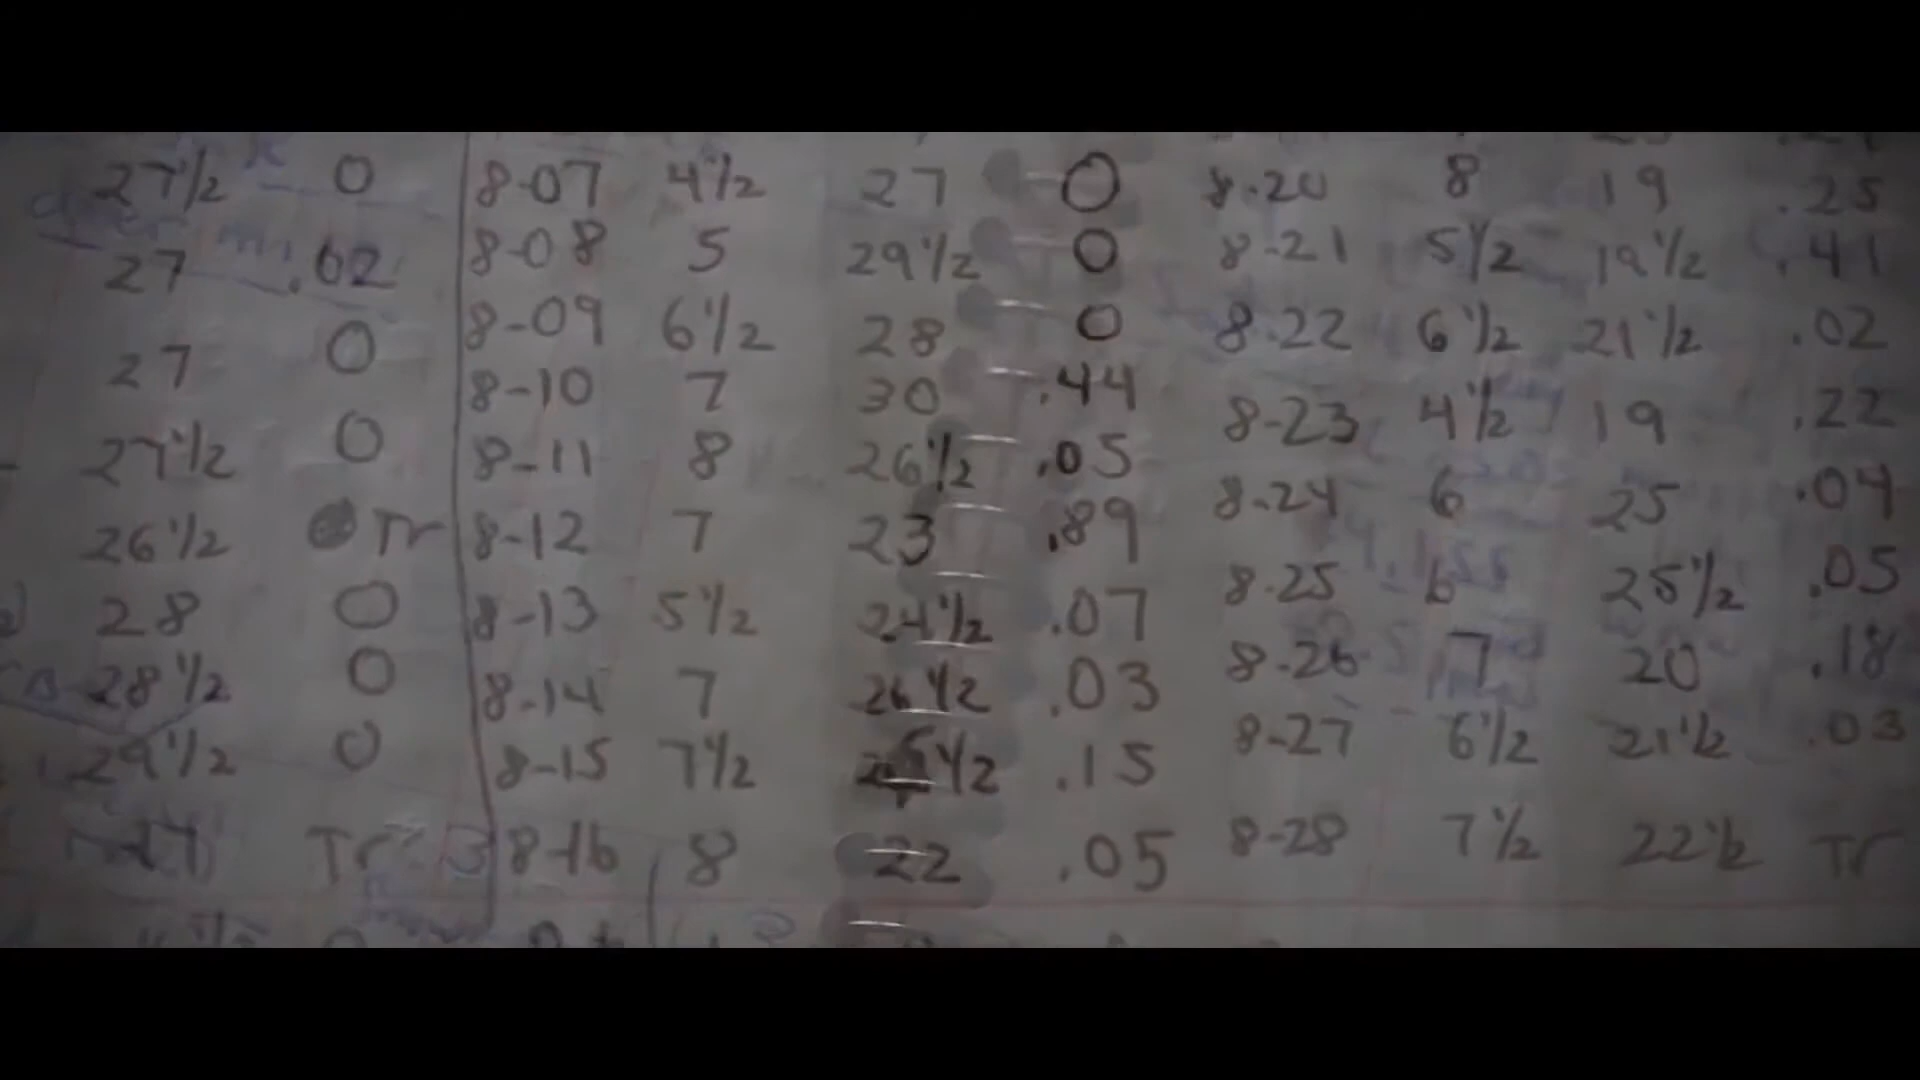 27½ 0 8-07 4½ 27 0 8-20 8 19 .25
27 .02 8-08 5 29½ 0 8-21 5½ 19½ .41
27 0 8-09 6½ 28 0 8-22 6½ 21½ .02
27½ 0 8-10 7 30 .44 8-23 4½ 19 .22
26½ Tr 8-11 8 26½ .05 8-24 6 25 .04
28 0 8-12 7 23 .89 8-25 6 25½ .05
28½ 0 8-13 5½ 24½ .07 8-26 7 20 .18
29½ 0 8-14 7 26½ .03 8-27 6½ 21½ .03
27 Tr 8-15 7½ .15 8-28 7½ 22½ Tr
8-16 8 22 .05